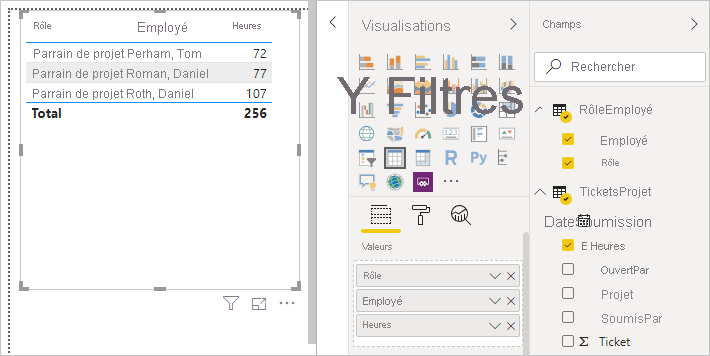 Rôle Employé Heures
Parrain de projet Perham, Tom 72
Parrain de projet Roman, Daniel 77
Parrain de projet Roth, Daniel 107
Total 256
Y Filtres
Visualisations
123
R Py
Valeurs
Rôle
Employé
Heures
Champs
Rechercher
RôleEmployé
Employé
Rôle
TicketsProjet
DateSoumission
E Heures
OuvertPar
Projet
SoumisPar
Σ Ticket